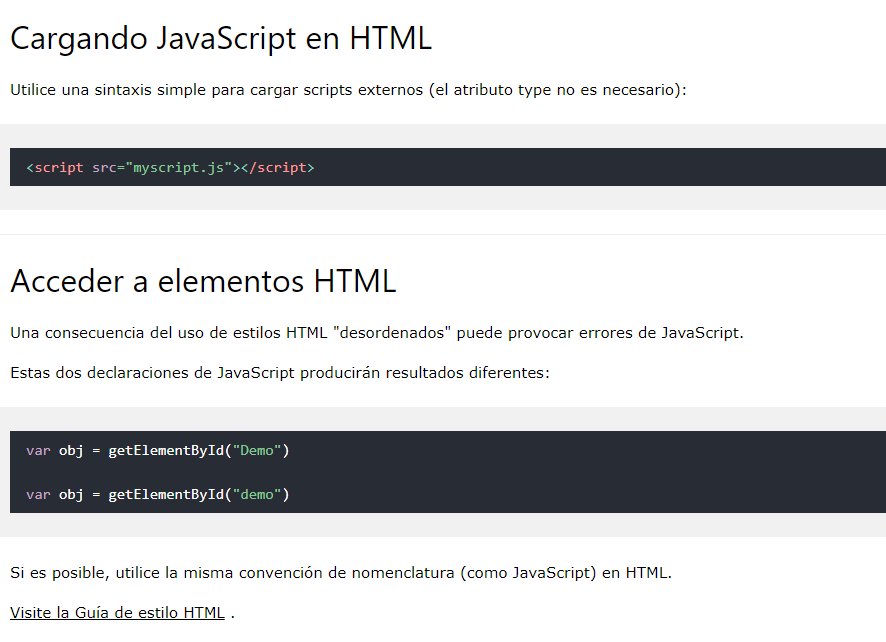 Cargando JavaScript en HTML
Utilice una sintaxis simple para cargar scripts externos (el atributo type no es necesario):
<script src="myscript.js"></script>
Acceder a elementos HTML
Una consecuencia del uso de estilos HTML "desordenados" puede provocar errores de JavaScript.
Estas dos declaraciones de JavaScript producirán resultados diferentes:
var obj = getElementById("Demo")
var obj = getElementById("demo")
Si es posible, utilice la misma convención de nomenclatura (como JavaScript) en HTML.
Visite la Guía de estilo HTML .